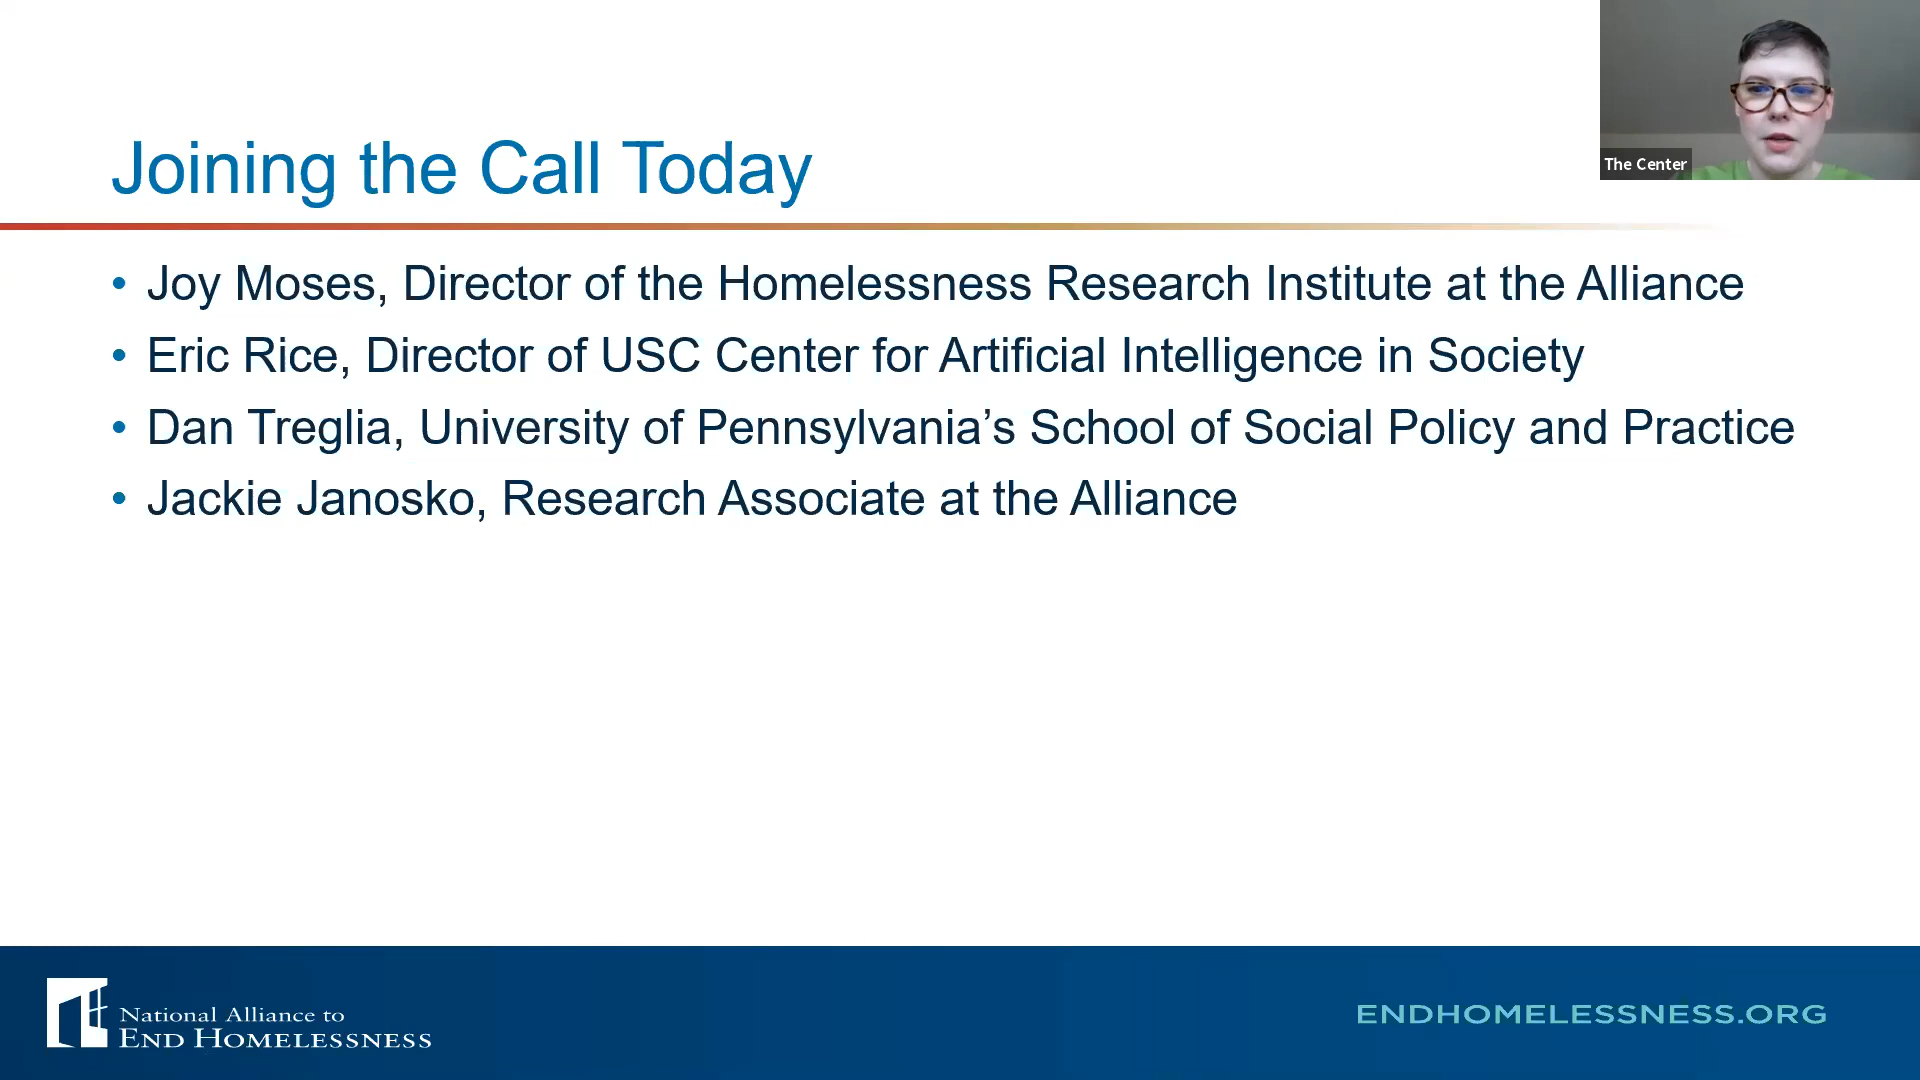 The Center
Joining the Call Today
• Joy Moses, Director of the Homelessness Research Institute at the Alliance
• Eric Rice, Director of USC Center for Artificial Intelligence in Society
• Dan Treglia, University of Pennsylvania’s School of Social Policy and Practice
• Jackie Janosko, Research Associate at the Alliance
National Alliance to
END HOMELESSNESS
ENDHOMELESSNESS.ORG